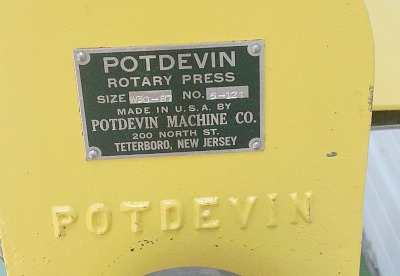 POTDEVIN
ROTARY PRESS
SIZE NO.
MADE IN U.S.A. BY
POTDEVIN MACHINE CO.
200 NORTH ST.
TETERBORO, NEW JERSEY
POTDEVIN